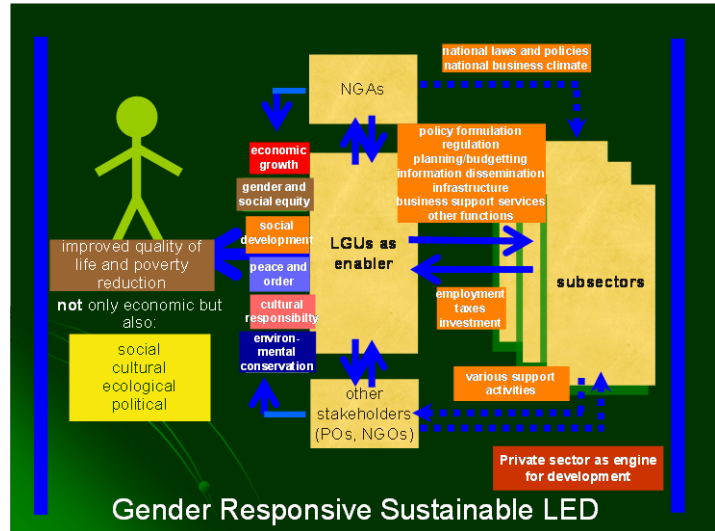 national laws and policies
national business climate
NGAs
policy formulation
regulation
planning/budgetting
information dissemination
infrastructure
business support services
other functions
economic
growth
gender and
social equity
social
development
peace and
order
cultural
responsibilty
environ-
mental
conservation
LGUs as
enabler
subsectors
improved quality of
life and poverty
reduction
not only economic but
also:
social
cultural
ecological
political
employment
taxes
investment
various support
activities
other
stakeholders
(POs, NGOs)
Private sector as engine
for development
Gender Responsive Sustainable LED